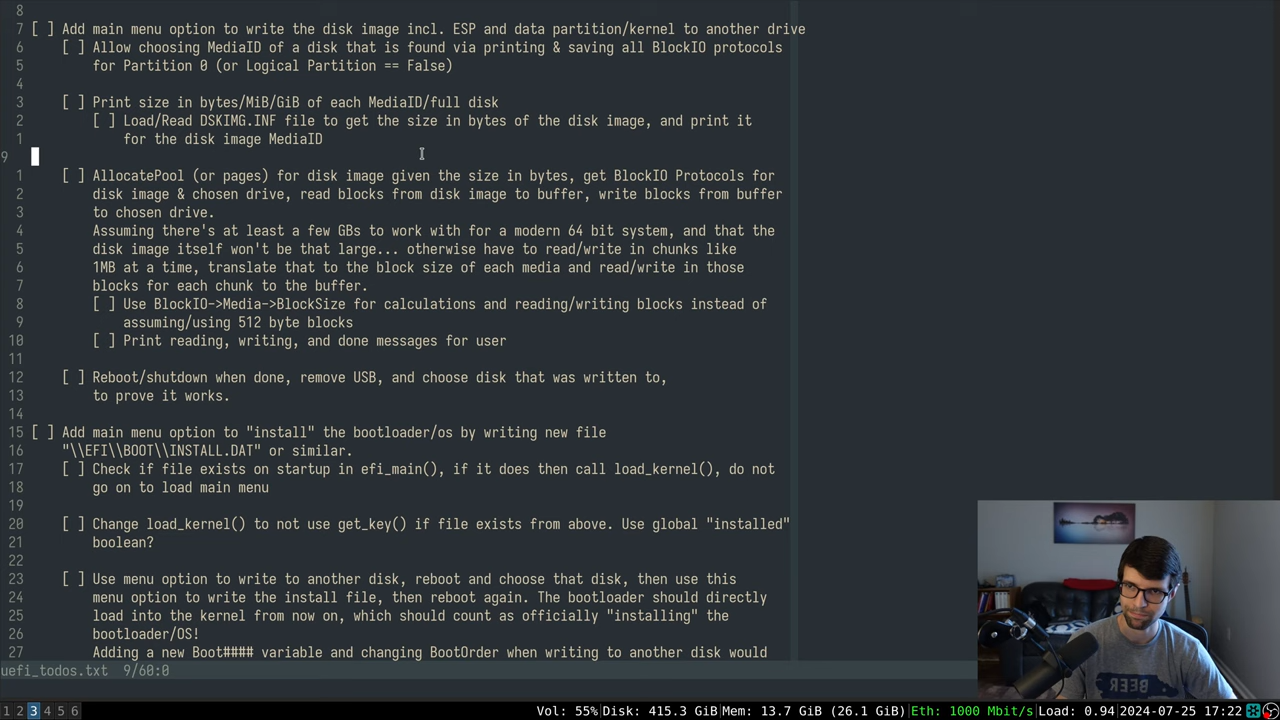 8
7 [ ] Add main menu option to write the disk image incl. ESP and data partition/kernel to another drive
6 [ ] Allow choosing MediaID of a disk that is found via printing & saving all BlockIO protocols
5 for Partition 0 (or Logical Partition == False)
4
3 [ ] Print size in bytes/MiB/GiB of each MediaID/full disk
2 [ ] Load/Read DSKIMG.INF file to get the size in bytes of the disk image, and print it
1 for the disk image MediaID
9
1 [ ] AllocatePool (or pages) for disk image given the size in bytes, get BlockIO Protocols for
2 disk image & chosen drive, read blocks from disk image to buffer, write blocks from buffer
3 to chosen drive.
4 Assuming there's at least a few GBs to work with for a modern 64 bit system, and that the
5 disk image itself won't be that large... otherwise have to read/write in chunks like
6 1MB at a time, translate that to the block size of each media and read/write in those
7 blocks for each chunk to the buffer.
8 [ ] Use BlockIO->Media->BlockSize for calculations and reading/writing blocks instead of
9 assuming/using 512 byte blocks
10 [ ] Print reading, writing, and done messages for user
11
12 [ ] Reboot/shutdown when done, remove USB, and choose disk that was written to,
13 to prove it works.
14
15 [ ] Add main menu option to "install" the bootloader/os by writing new file
16 "\\EFI\\BOOT\\INSTALL.DAT" or similar.
17 [ ] Check if file exists on startup in efi_main(), if it does then call load_kernel(), do not
18 go on to load main menu
19
20 [ ] Change load_kernel() to not use get_key() if file exists from above. Use global "installed"
21 boolean?
22
23 [ ] Use menu option to write to another disk, reboot and choose that disk, then use this
24 menu option to write the install file, then reboot again. The bootloader should directly
25 load into the kernel from now on, which should count as officially "installing" the
26 bootloader/OS!
27 Adding a new Boot#### variable and changing BootOrder when writing to another disk would
uefi_todos.txt 9/60:0
1 2 3 4 5 6 Vol: 55%|Disk: 415.3 GiB|Mem: 13.7 GiB (26.1 GiB)|Eth: 1000 Mbit/s|Load: 0.94|2024-07-25 17:22
BEER